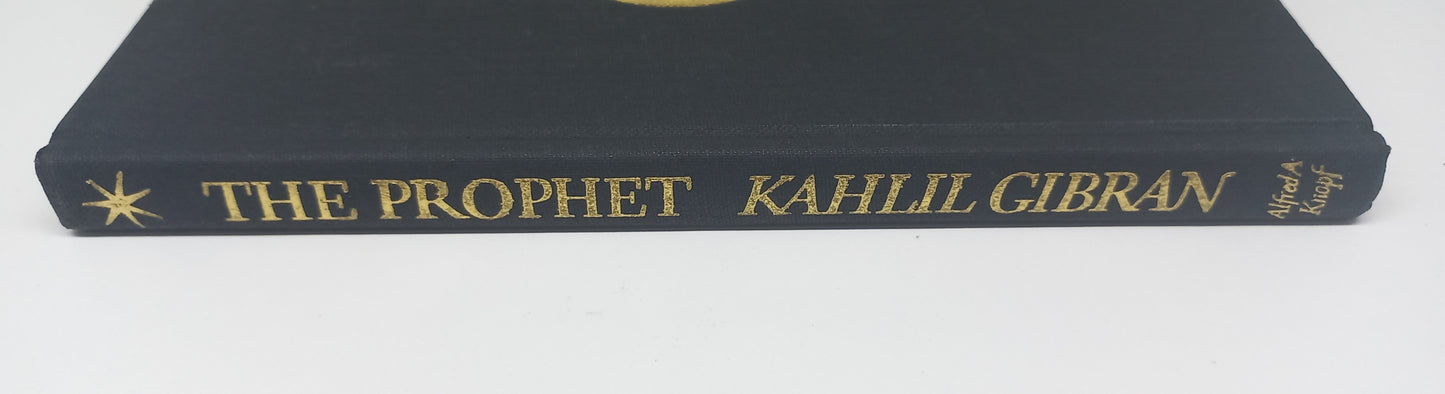 THE PROPHET KAHLIL GIBRAN
Alfred A.
Knopf